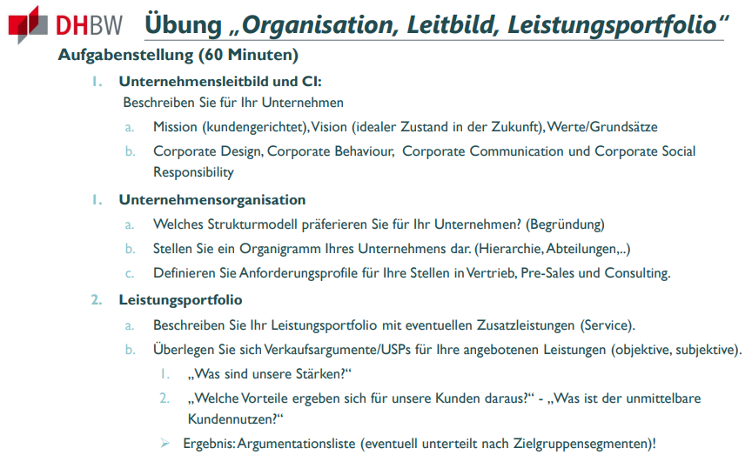 DHBW Übung „Organisation, Leitbild, Leistungsportfolio“
Aufgabenstellung (60 Minuten)
1. Unternehmensleitbild und CI:
Beschreiben Sie für Ihr Unternehmen
a. Mission (kundengerichtet), Vision (idealer Zustand in der Zukunft), Werte/Grundsätze
b. Corporate Design, Corporate Behaviour, Corporate Communication und Corporate Social
Responsibility
1. Unternehmensorganisation
a. Welches Strukturmodell präferieren Sie für Ihr Unternehmen? (Begründung)
b. Stellen Sie ein Organigramm Ihres Unternehmens dar. (Hierarchie, Abteilungen,..)
c. Definieren Sie Anforderungsprofile für Ihre Stellen in Vertrieb, Pre-Sales und Consulting.
2. Leistungsportfolio
a. Beschreiben Sie Ihr Leistungsportfolio mit eventuellen Zusatzleistungen (Service).
b. Überlegen Sie sich Verkaufsargumente/USPs für Ihre angebotenen Leistungen (objektive, subjektive).
1. „Was sind unsere Stärken?“
2. „Welche Vorteile ergeben sich für unsere Kunden daraus?“ - „Was ist der unmittelbare
Kundennutzen?“
➢ Ergebnis: Argumentationsliste (eventuell unterteilt nach Zielgruppensegmenten)!